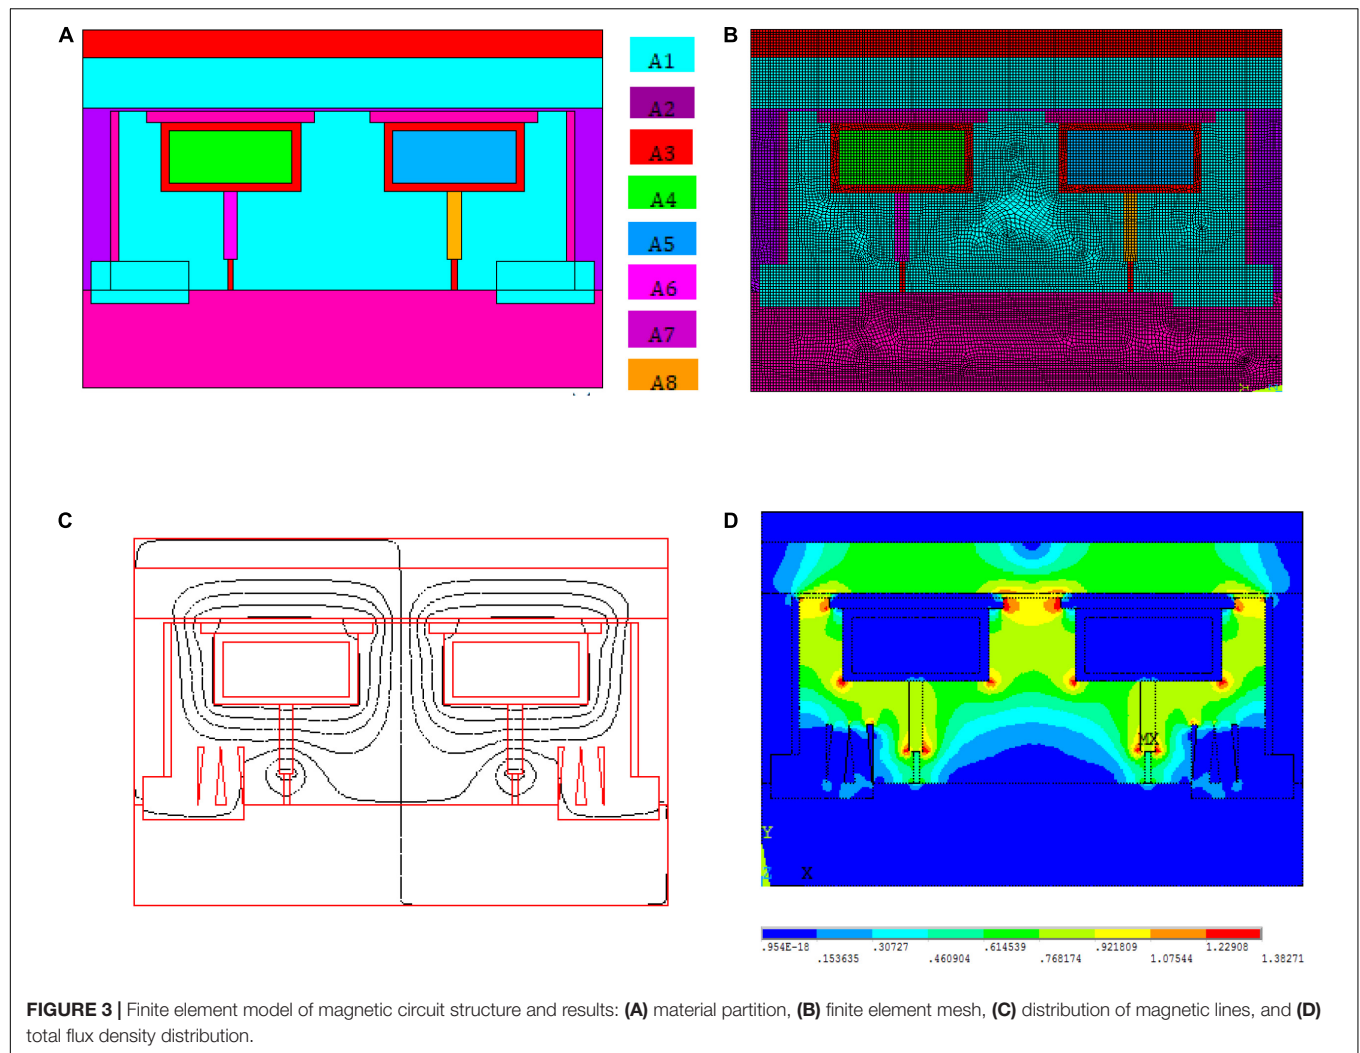 A
A1
A2
A3
A4
A5
A6
A7
A8
B
C
D
MX
Y
X
.954E-18
.153635
.30727
.460904
.614539
.768174
.921809
1.07544
1.22908
1.38271
FIGURE 3 | Finite element model of magnetic circuit structure and results: (A) material partition, (B) finite element mesh, (C) distribution of magnetic lines, and (D)
total flux density distribution.